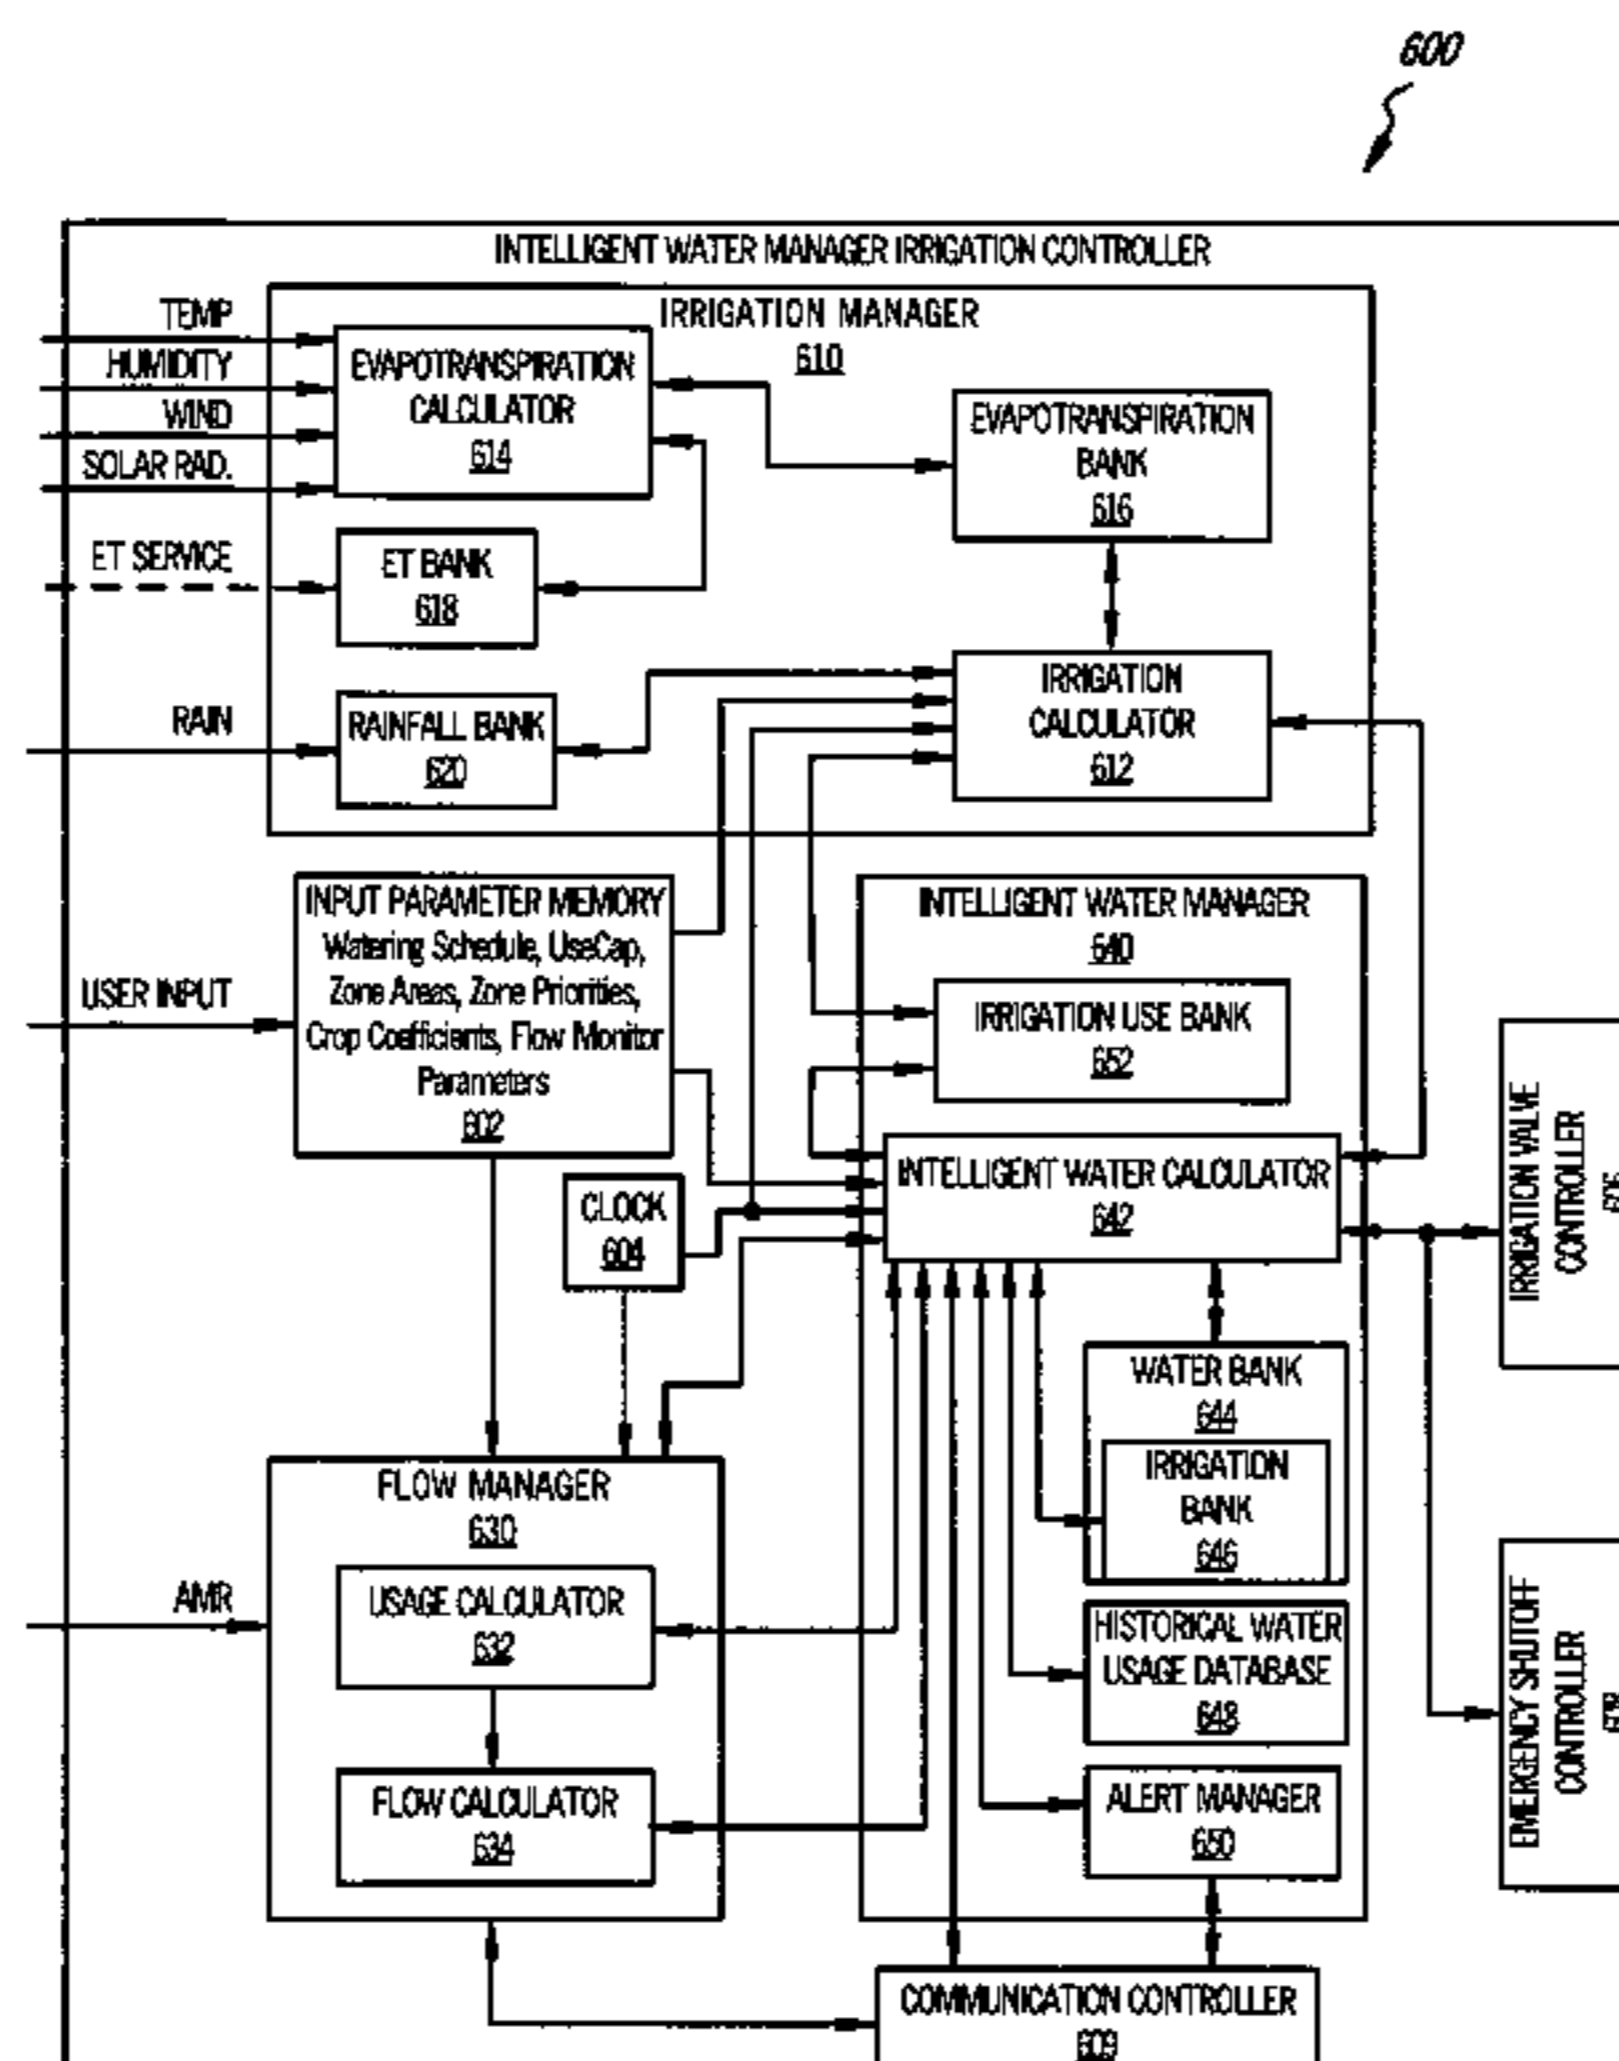 600
INTELLIGENT WATER MANAGER IRRIGATION CONTROLLER
IRRIGATION MANAGER
610
TEMP
HUMIDITY
WIND
SOLAR RAD.
ET SERVICE
RAIN
EVAPOTRANSPIRATION
CALCULATOR
614
EVAPOTRANSPIRATION
BANK
616
ET BANK
618
RAINFALL BANK
620
IRRIGATION
CALCULATOR
612
USER INPUT
INPUT PARAMETER MEMORY
Watering Schedule, UseCap,
Zone Areas, Zone Priorities,
Crop Coefficients, Flow Monitor
Parameters
602
CLOCK
604
INTELLIGENT WATER MANAGER
640
IRRIGATION USE BANK
652
INTELLIGENT WATER CALCULATOR
642
WATER BANK
644
IRRIGATION
BANK
646
HISTORICAL WATER
USAGE DATABASE
648
ALERT MANAGER
650
IRRIGATION VALVE
CONTROLLER
EMERGENCY SHUTOFF
CONTROLLER
AMR
FLOW MANAGER
630
USAGE CALCULATOR
632
FLOW CALCULATOR
634
COMMUNICATION CONTROLLER
609